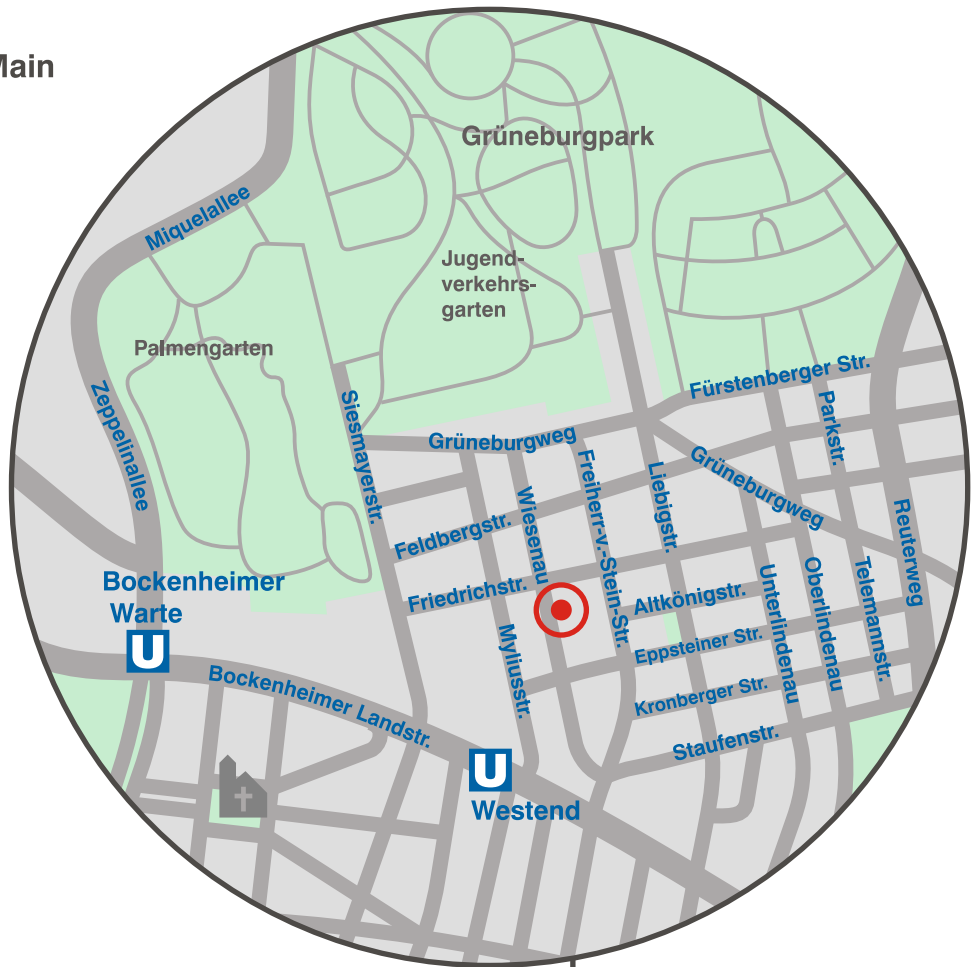 Main
Grüneburgpark
Miquelallee
Jugend-
verkehrs-
garten
Palmengarten
Zeppelinallee
Siesmayerstr.
Fürstenberger Str.
Parkstr.
Grüneburgweg
Freiherr-v.-Stein-Str.
Liebigstr.
Grüneburgweg
Wiesenau
Feldbergstr.
Reuterweg
Friedrichstr.
Altkönigstr.
Unterlindenau
Oberlindenau
Telemannstr.
Bockenheimer
Warte
U
Myliusstr.
Eppsteiner Str.
Kronberger Str.
Bockenheimer Landstr.
Staufenstr.
U
Westend